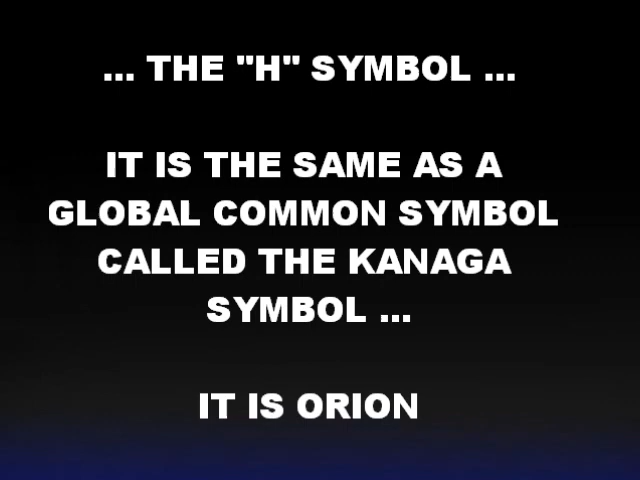 ... THE "H" SYMBOL ...
IT IS THE SAME AS A
GLOBAL COMMON SYMBOL
CALLED THE KANAGA
SYMBOL ...
IT IS ORION